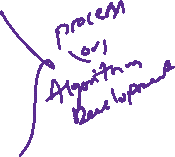 process
(or)
Algorithm
Development